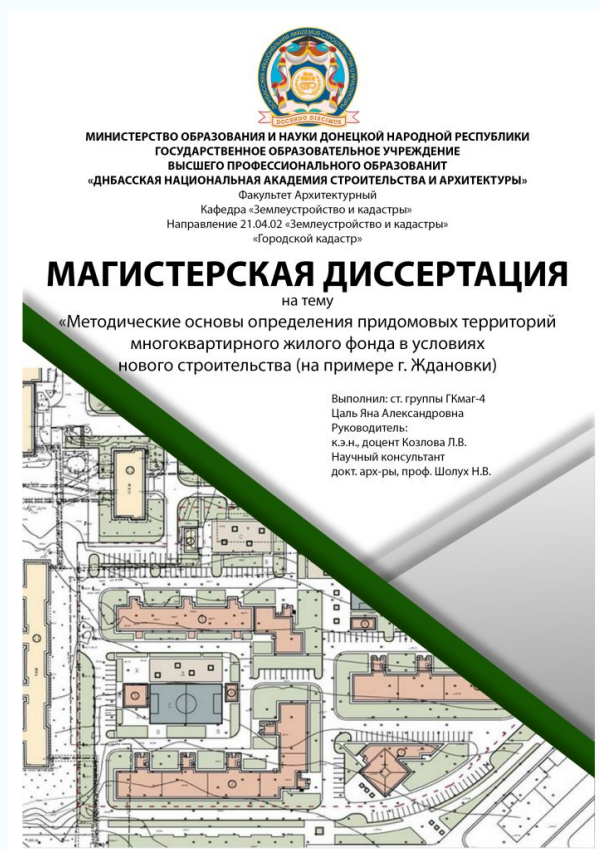 DOCENDO DISCIMUS
МИНИСТЕРСТВО ОБРАЗОВАНИЯ И НАУКИ ДОНЕЦКОЙ НАРОДНОЙ РЕСПУБЛИКИ
ГОСУДАРСТВЕННОЕ ОБРАЗОВАТЕЛЬНОЕ УЧРЕЖДЕНИЕ
ВЫСШЕГО ПРОФЕССИОНАЛЬНОГО ОБРАЗОВАНИТ
«ДНБАССКАЯ НАЦИОНАЛЬНАЯ АКАДЕМИЯ СТРОИТЕЛЬСТВА И АРХИТЕКТУРЫ»
Факультет Архитектурный
Кафедра «Землеустройство и кадастры»
Направление 21.04.02 «Землеустройство и кадастры»
«Городской кадастр»
МАГИСТЕРСКАЯ ДИССЕРТАЦИЯ
на тему
«Методические основы определения придомовых территорий
многоквартирного жилого фонда в условиях
нового строительства (на примере г. Ждановки)
Выполнил: ст. группы ГКмаг-4
Цаль Яна Александровна
Руководитель:
к.э.н., доцент Козлова Л.В.
Научный консультант
докт. арх-ры, проф. Шолух Н.В.